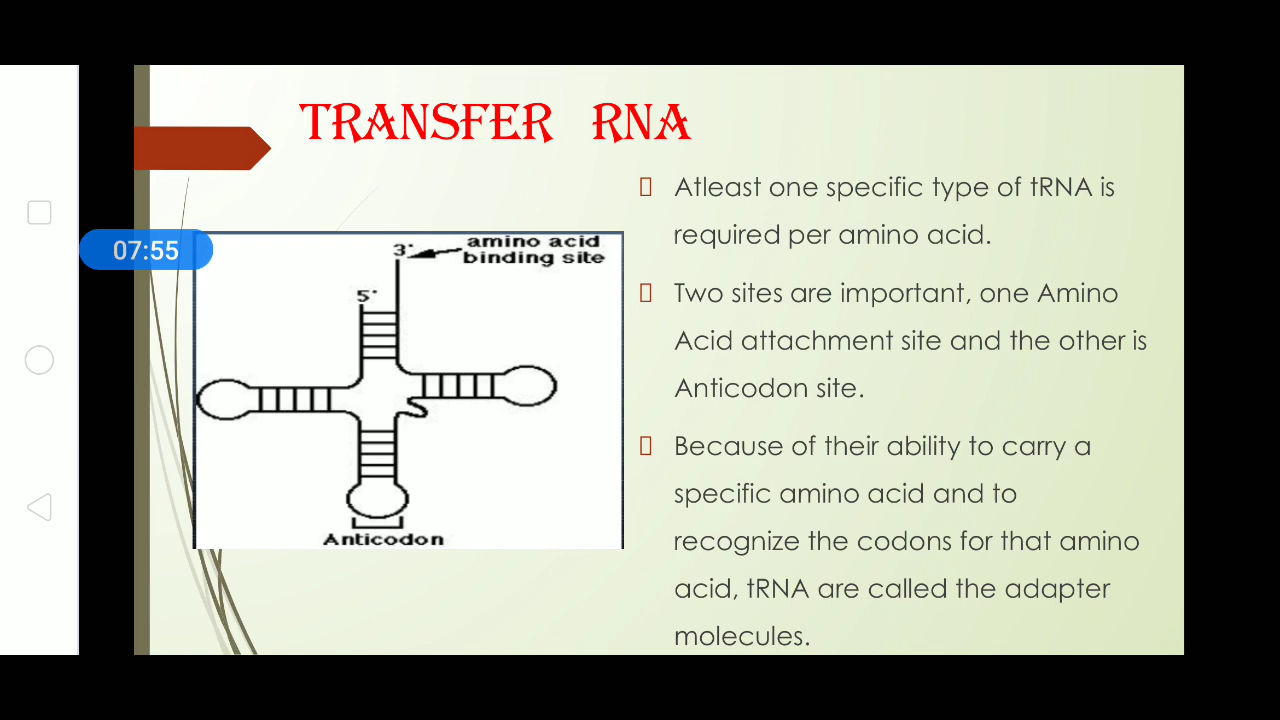 TRANSFER RNA
07:55
3'
amino acid
binding site
5'
Anticodon
Atleast one specific type of tRNA is
required per amino acid.
Two sites are important, one Amino
Acid attachment site and the other is
Anticodon site.
Because of their ability to carry a
specific amino acid and to
recognize the codons for that amino
acid, tRNA are called the adapter
molecules.